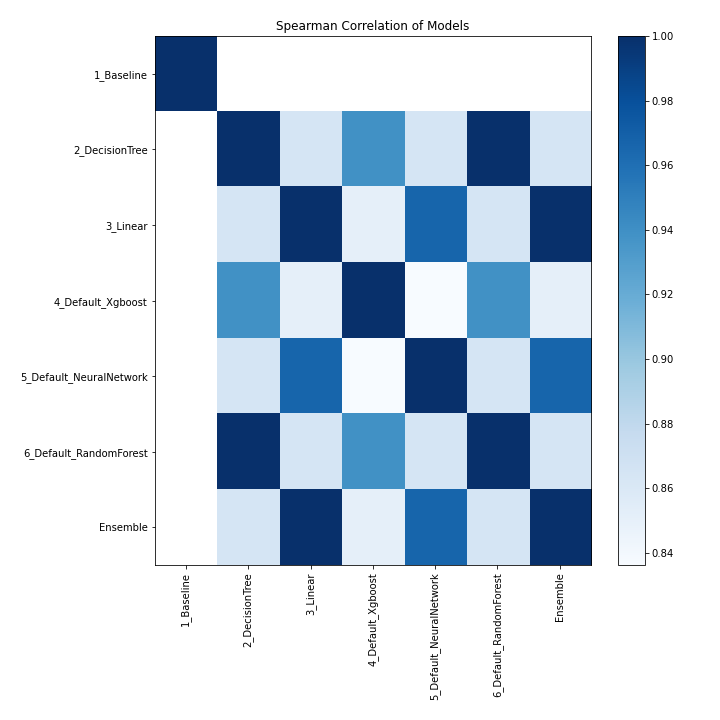 Spearman Correlation of Models
1_Baseline
2_DecisionTree
3_Linear
4_Default_Xgboost
5_Default_NeuralNetwork
6_Default_RandomForest
Ensemble
1_Baseline
2_DecisionTree
3_Linear
4_Default_Xgboost
5_Default_NeuralNetwork
6_Default_RandomForest
Ensemble
1.00
0.98
0.96
0.94
0.92
0.90
0.88
0.86
0.84